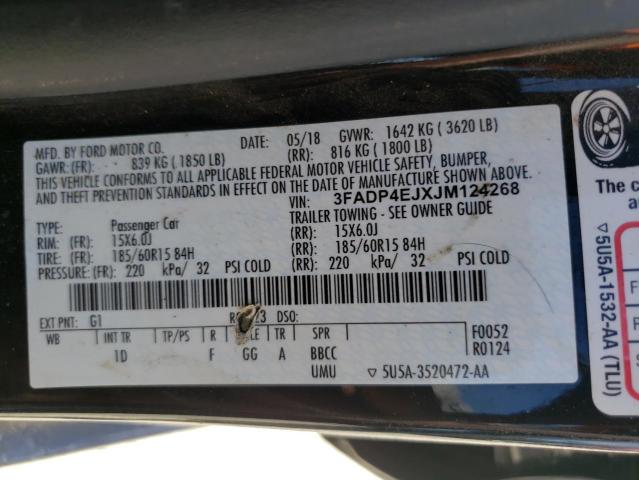 MFD. BY FORD MOTOR CO.
DATE: 05/18 GVWR: 1642 KG ( 3620 LB)
GAWR: (FR): 839 KG ( 1850 LB) (RR): 816 KG ( 1800 LB)
THIS VEHICLE CONFORMS TO ALL APPLICABLE FEDERAL MOTOR VEHICLE SAFETY, BUMPER,
AND THEFT PREVENTION STANDARDS IN EFFECT ON THE DATE OF MANUFACTURE SHOWN ABOVE.
VIN: 3FADP4EJXJM124268
TYPE: Passenger Car TRAILER TOWING - SEE OWNER GUIDE
RIM: (FR): 15X6.0J (RR): 15X6.0J
TIRE: (FR): 185/60R15 84H (RR): 185/60R15 84H
PRESSURE: (FR): 220 kPa/ 32 PSI COLD (RR): 220 kPa/ 32 PSI COLD
EXT PNT: G1 23 DSO: F0052
WB INT TR TP/PS R LE TR SPR R0124
1D F GG A BBCC
UMU ▽ 5U5A-3520472-AA
The c
a
▽5U5A-1532-AA (TLU)
F